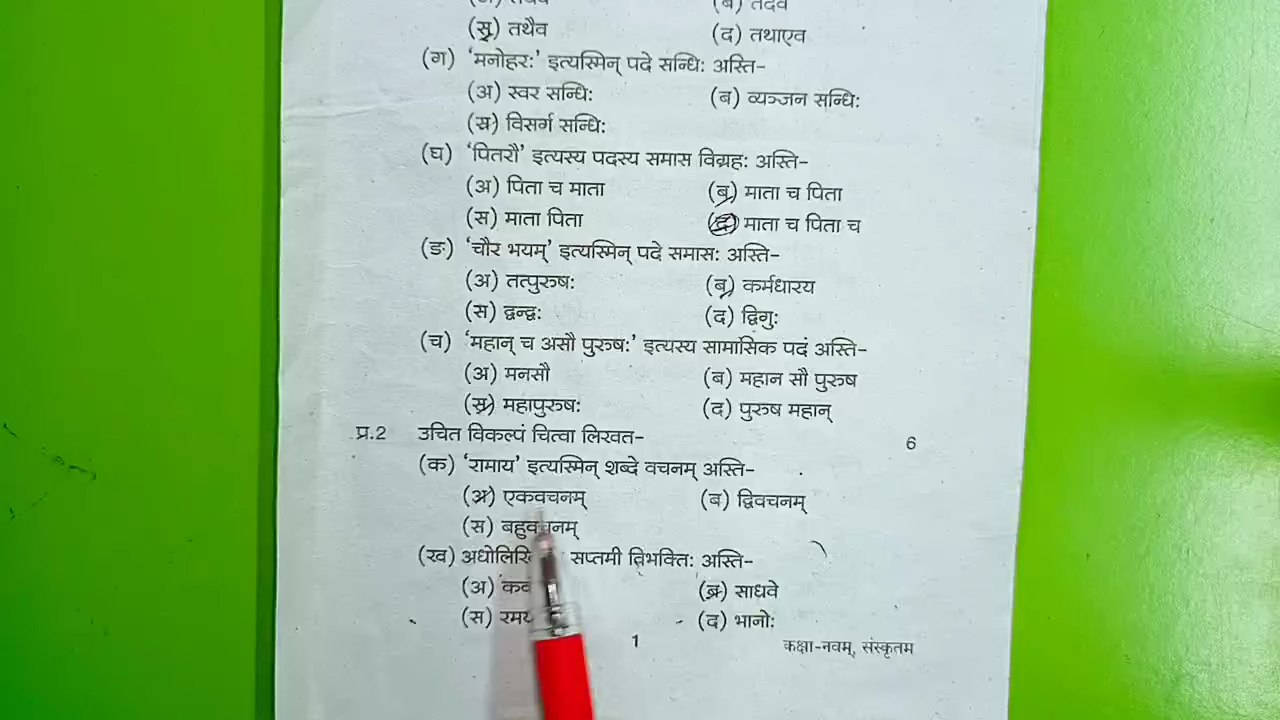 (स) तथैव (द) तथाएव
(ग) ‘मनोहरः’ इत्यस्मिन् पदे सन्धिः अस्ति–
(अ) स्वर सन्धिः (ब) व्यञ्जन सन्धिः
(स) विसर्ग सन्धिः
(घ) ‘पितरौ’ इत्यस्य पदस्य समास विग्रहः अस्ति–
(अ) पिता च माता (ब) माता च पिता
(स) माता पिता (द) माता च पिता च
(ङ) ‘चौर भयम्’ इत्यस्मिन् पदे समासः अस्ति–
(अ) तत्पुरुषः (ब) कर्मधारय
(स) द्वन्द्वः (द) द्विगुः
(च) ‘महान् च असौ पुरुषः’ इत्यस्य सामासिक पदं अस्ति–
(अ) मनसौ (ब) महान सौ पुरुष
(स) महापुरुषः (द) पुरुष महान्
प्र.2 उचित विकल्पं चित्वा लिखत– 6
(क) ‘रामाय’ इत्यस्मिन् शब्दे वचनम् अस्ति–
(अ) एकवचनम् (ब) द्विवचनम्
(स) बहुवचनम्
(ख) सप्तमी विभक्तिः अस्ति–
(अ) (ब) साधवे
(स) (द) भानोः
1 कक्षा-नवम्, संस्कृतम